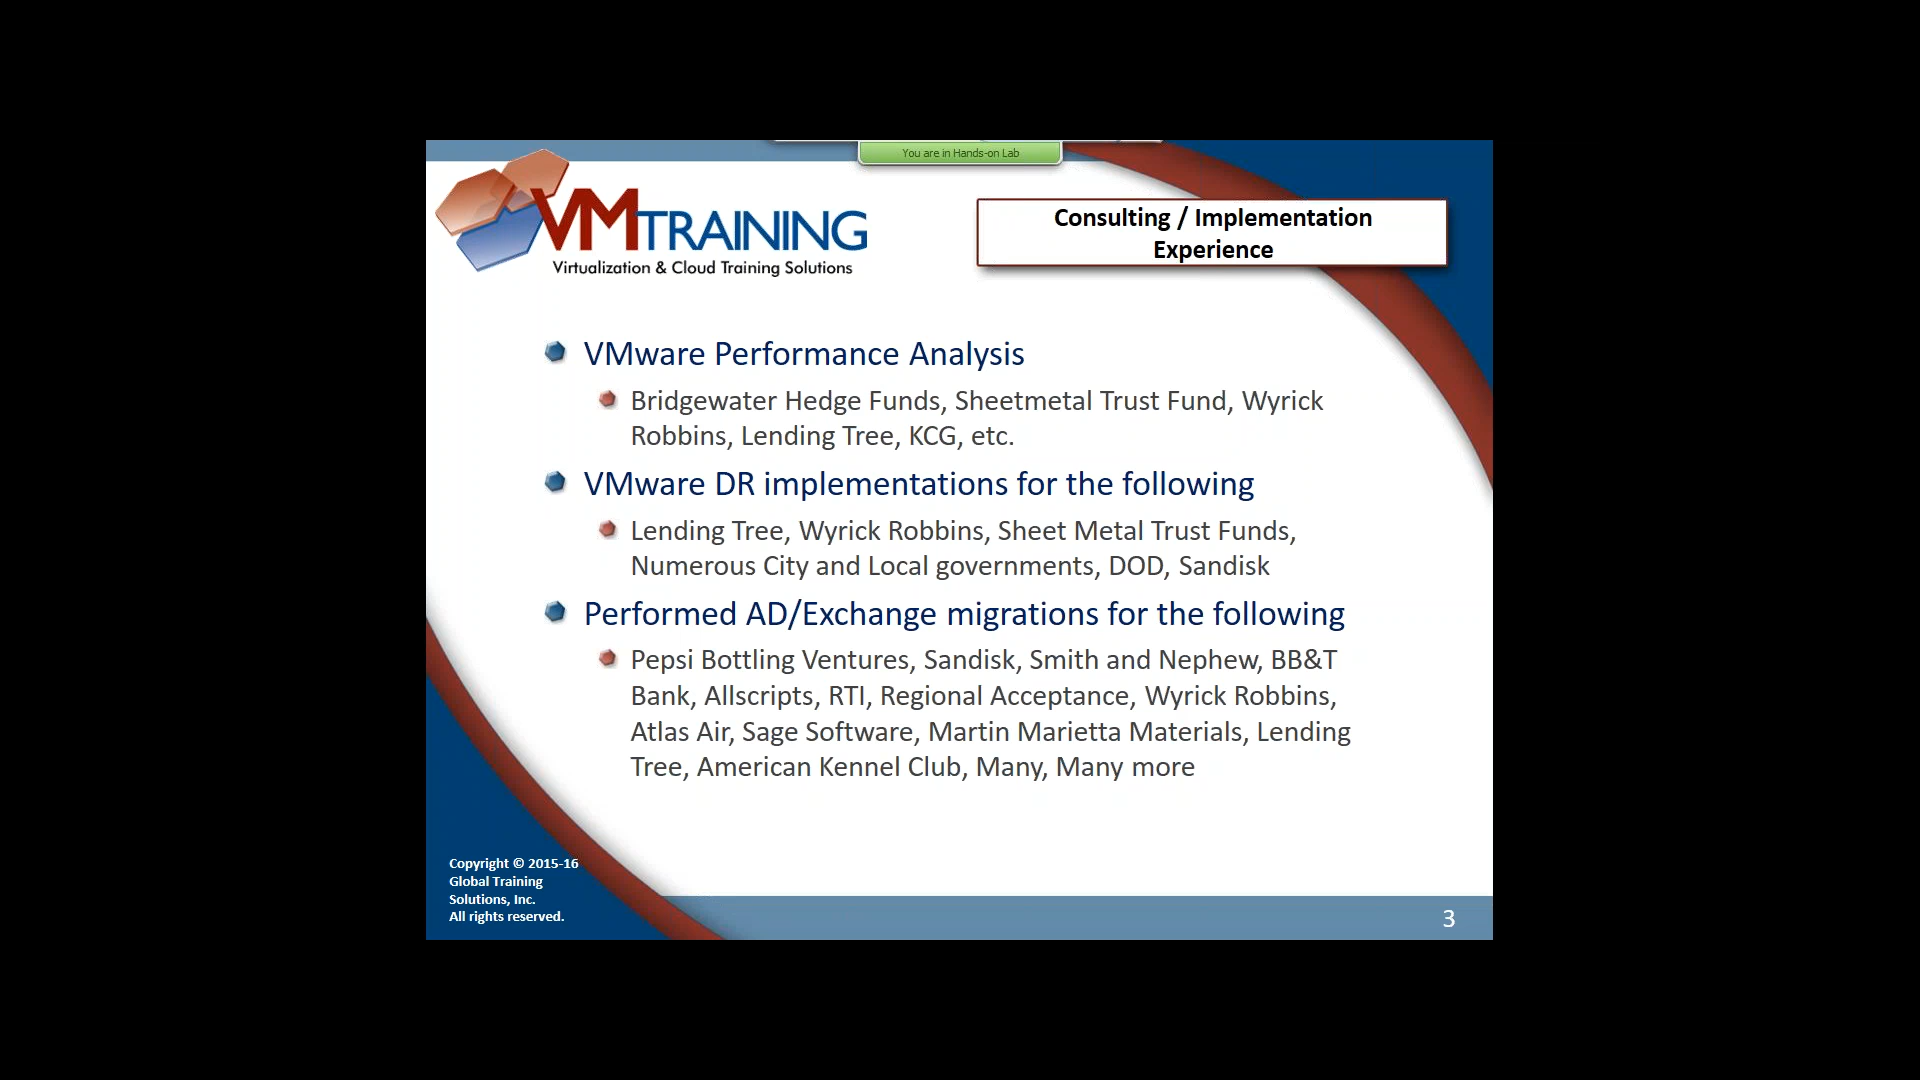 You are in Hands-on Lab
VMTRAINING
Virtualization & Cloud Training Solutions
Consulting / Implementation
Experience
VMware Performance Analysis
Bridgewater Hedge Funds, Sheetmetal Trust Fund, Wyrick
Robbins, Lending Tree, KCG, etc.
VMware DR implementations for the following
Lending Tree, Wyrick Robbins, Sheet Metal Trust Funds,
Numerous City and Local governments, DOD, Sandisk
Performed AD/Exchange migrations for the following
Pepsi Bottling Ventures, Sandisk, Smith and Nephew, BB&T
Bank, Allscripts, RTI, Regional Acceptance, Wyrick Robbins,
Atlas Air, Sage Software, Martin Marietta Materials, Lending
Tree, American Kennel Club, Many, Many more
Copyright © 2015-16
Global Training
Solutions, Inc.
All rights reserved.
3